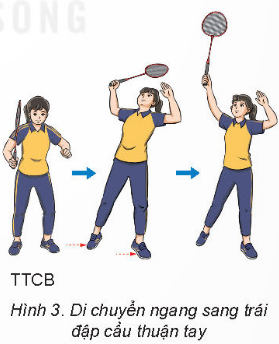 SONG
TTCB
Hình 3. Di chuyển ngang sang trái
đập cầu thuận tay